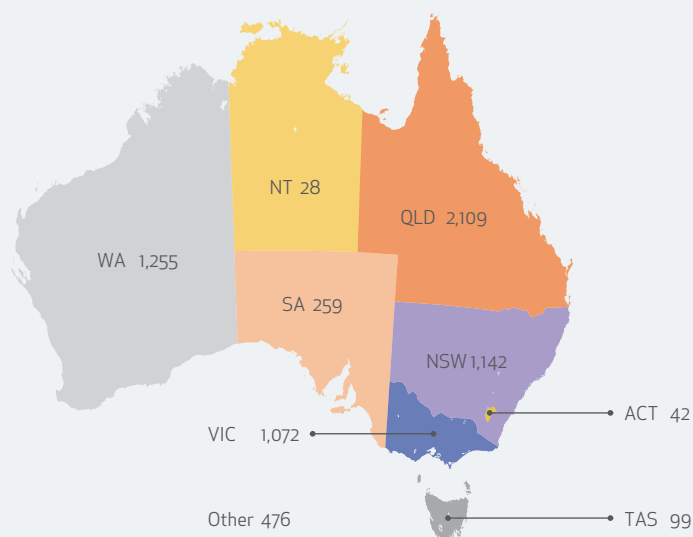 NT 28
QLD 2,109
WA 1,255
SA 259
NSW 1,142
ACT 42
VIC 1,072
Other 476
TAS 99